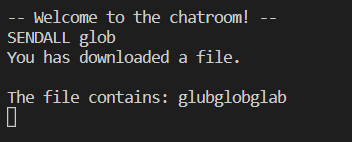 -- Welcome to the chatroom! --
SENDALL glob
You has downloaded a file.

The file contains: glubglobglab